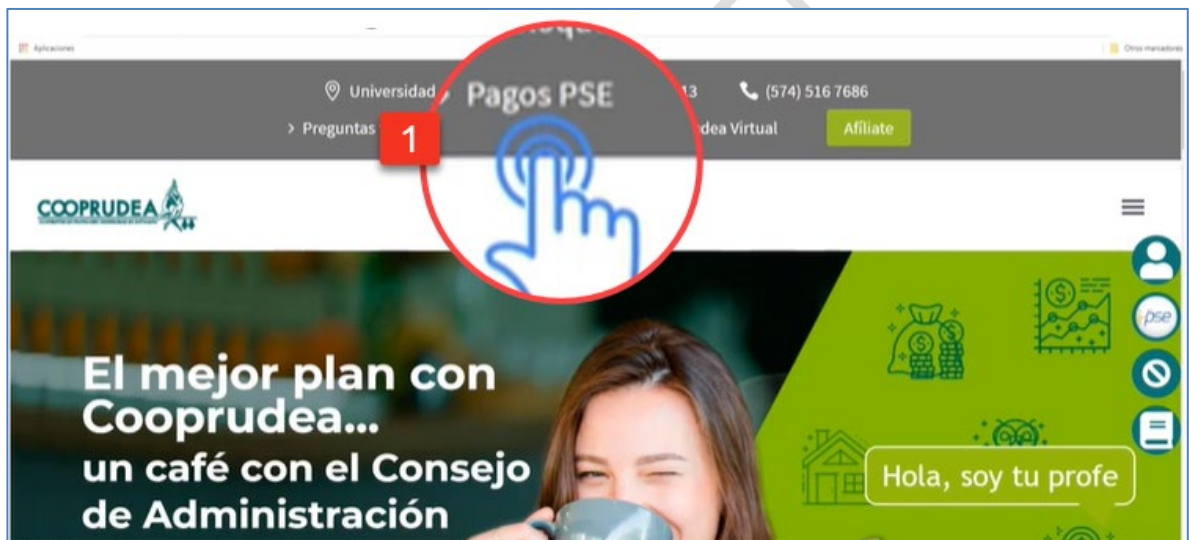 Aplicaciones
Otros marcadores
Universidad
Pagos PSE
13
(574) 516 7686
> Preguntas
1
dea Virtual
Afíliate
COOPRUDEA
pse
El mejor plan con
Cooprudea...
un café con el Consejo
de Administración
Hola, soy tu profe